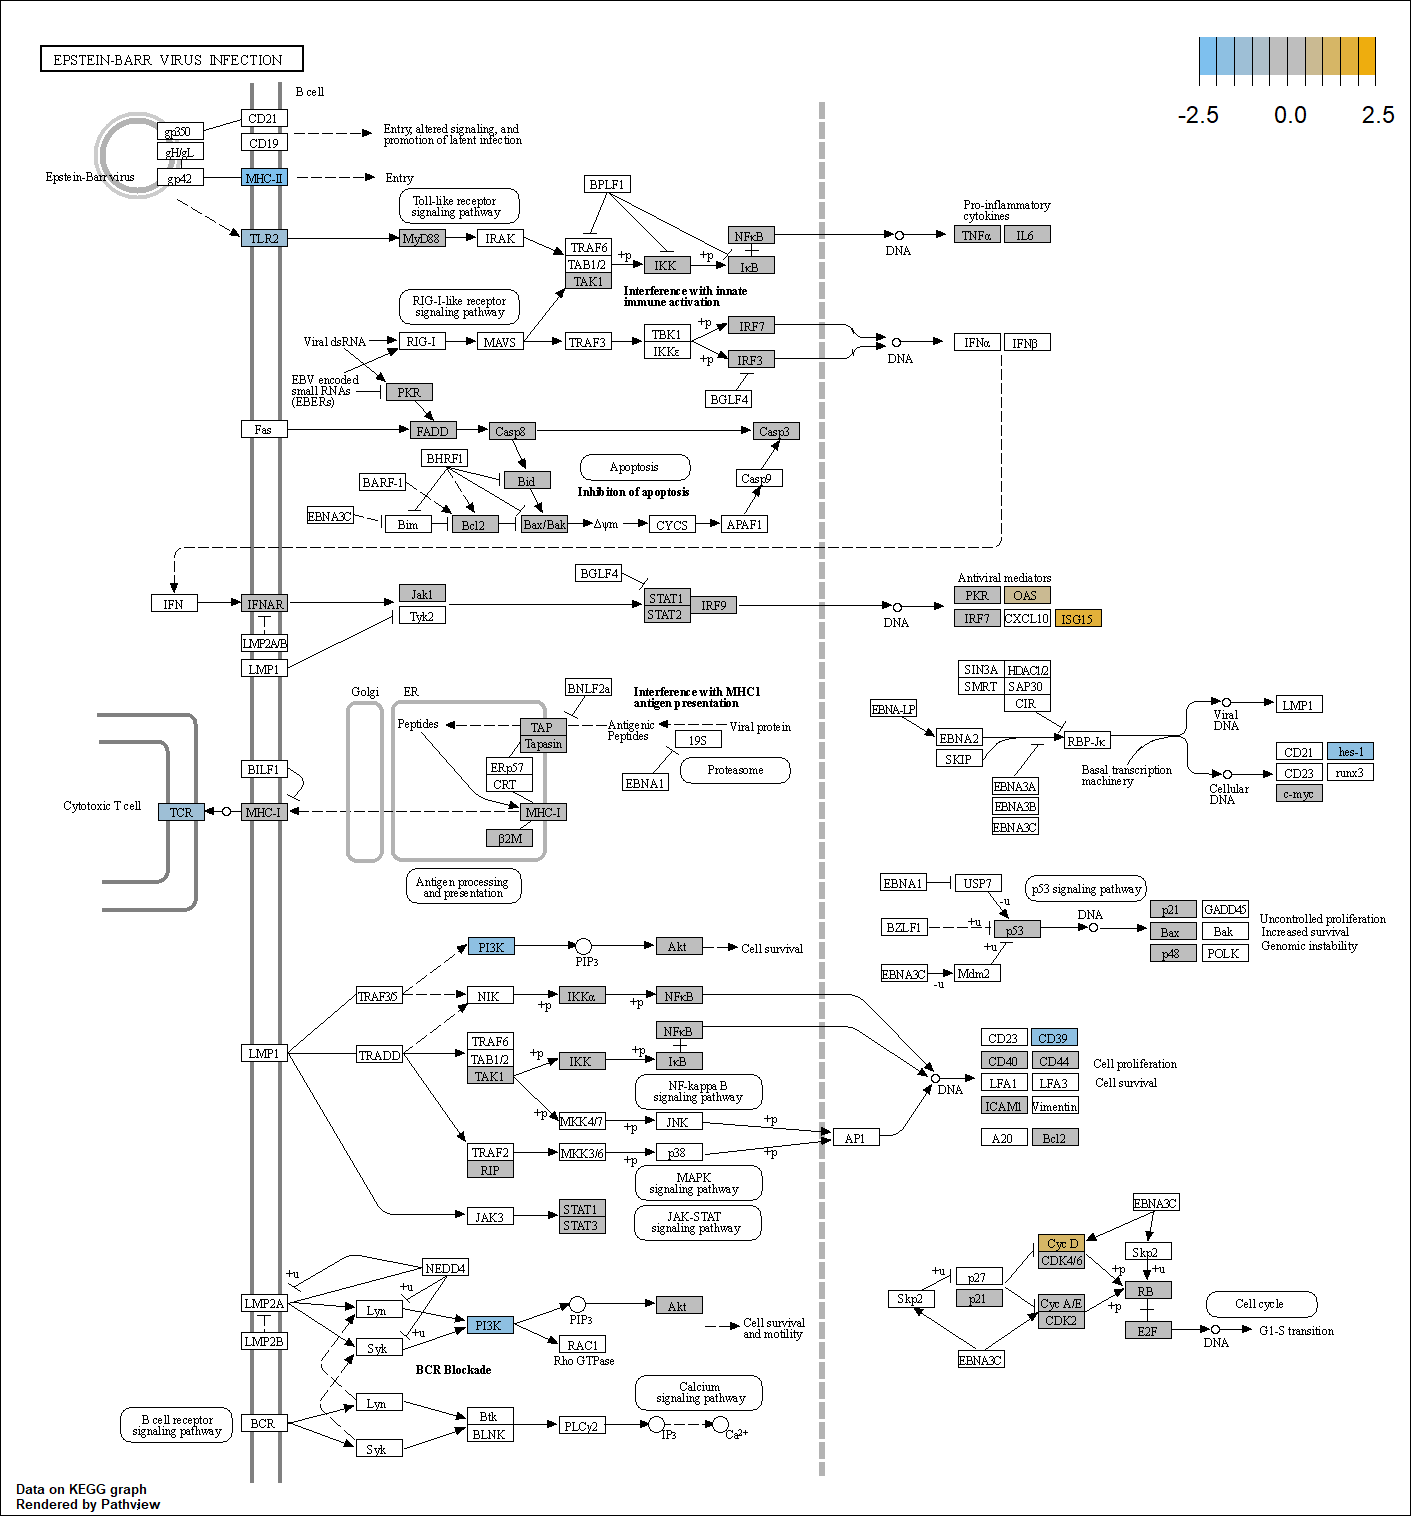 EPSTEIN-BARR VIRUS INFECTION
-2.5 0.0 2.5
B cell
gp350
CD21
CD19
Entry, altered signaling, and
promotion of latent infection
gH/gL
Epstein-Barr virus
gp42
MHC-II
Entry
Toll-like receptor
signaling pathway
BPLF1
Pro-inflammatory
cytokines
TLR2
MyD88
IRAK
TRAF6
TAB1/2
TAK1
+p
IKK
+p
NFκB
IκB
DNA
TNFα
IL6
Interference with innate
immune activation
RIG-I-like receptor
signaling pathway
Viral dsRNA
RIG-I
MAVS
TRAF3
TBK1
IKKε
+p
+p
IRF7
IRF3
DNA
IFNα
IFNβ
EBV encoded
small RNAs
(EBERs)
PKR
BGLF4
Fas
FADD
Casp8
Casp3
BHRF1
BARF-1
Bid
Apoptosis
Inhibiton of apoptosis
Casp9
EBNA3C
Bim
Bcl2
Bax/Bak
Δψm
CYCS
APAF1
IFN
IFNAR
Jak1
Tyk2
BGLF4
STAT1
STAT2
IRF9
DNA
Antiviral mediators
PKR
OAS
IRF7
CXCL10
ISG15
LMP2A/B
LMP1
Golgi
ER
BNLF2a
Interference with MHC1
antigen presentation
Peptides
TAP
Tapasin
Antigenic
Peptides
Viral protein
19S
ERp57
CRT
EBNA1
Proteasome
BILF1
Cytotoxic T cell
TCR
MHC-I
MHC-I
β2M
Antigen processing
and presentation
SIN3A
HDAC1/2
SMRT
SAP30
CIR
EBNA-LP
EBNA2
SKIP
RBP-Jκ
EBNA3A
EBNA3B
EBNA3C
Basal transcription
machinery
Viral
DNA
LMP1
Cellular
DNA
CD21
hes-1
CD23
runx3
c-myc
EBNA1
USP7
p53 signaling pathway
-u
BZLF1
+u
p53
+u
DNA
EBNA3C
-u
Mdm2
p21
GADD45
Bax
Bak
p48
POLK
Uncontrolled proliferation
Increased survival
Genomic instability
PI3K
PIP3
Akt
Cell survival
TRAF3/5
NIK
+p
IKKα
+p
NFκB
LMP1
TRADD
TRAF6
TAB1/2
TAK1
+p
IKK
+p
NFκB
IκB
NF-kappa B
signaling pathway
+p
MKK4/7
+p
JNK
+p
TRAF2
RIP
MKK3/6
+p
p38
+p
AP1
MAPK
signaling pathway
JAK3
STAT1
STAT3
JAK-STAT
signaling pathway
DNA
CD23
CD39
CD40
CD44
LFA1
LFA3
ICAM1
Vimentin
A20
Bcl2
Cell proliferation
Cell survival
NEDD4
+u
LMP2A
Lyn
+u
Syk
LMP2B
PI3K
PIP3
Akt
RAC1
Rho GTPase
Cell survival
and motility
BCR Blockade
Calcium
signaling pathway
B cell receptor
signaling pathway
BCR
Lyn
Syk
Btk
BLNK
PLCγ2
IP3
Ca2+
EBNA3C
Cyc D
CDK4/6
Skp2
+u
+p
RB
+p
+u
p27
p21
Skp2
Cyc A/E
CDK2
E2F
DNA
EBNA3C
Cell cycle
G1-S transition
Data on KEGG graph
Rendered by Pathview